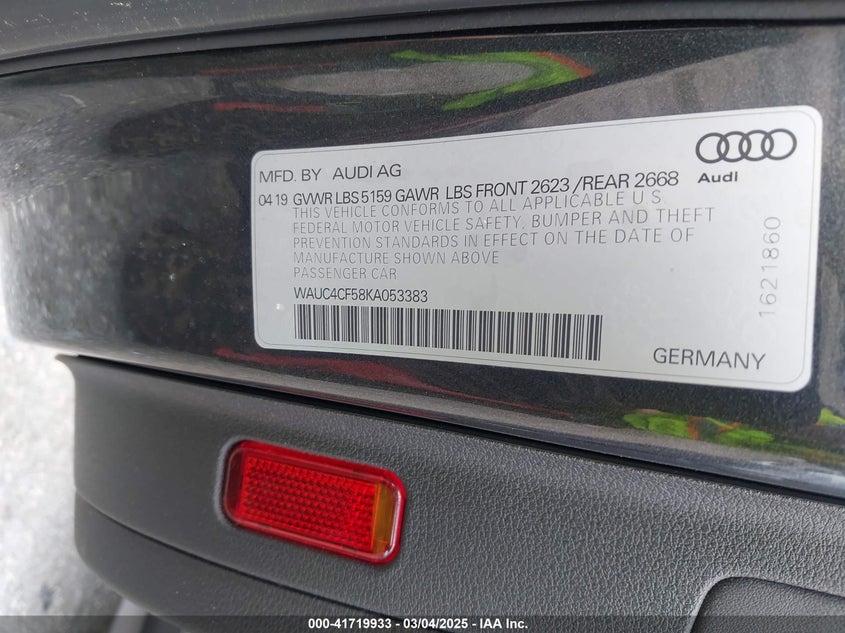 MFD. BY AUDI AG
Audi
04 19 GVWR LBS 5159 GAWR LBS FRONT 2623 /REAR 2668
THIS VEHICLE CONFORMS TO ALL APPLICABLE U S
FEDERAL MOTOR VEHICLE SAFETY, BUMPER AND THEFT
PREVENTION STANDARDS IN EFFECT ON THE DATE OF
MANUFACTURE SHOWN ABOVE
PASSENGER CAR
WAUC4CF58KA053383
1621860
GERMANY
000-41719933 - 03/04/2025 - IAA Inc.